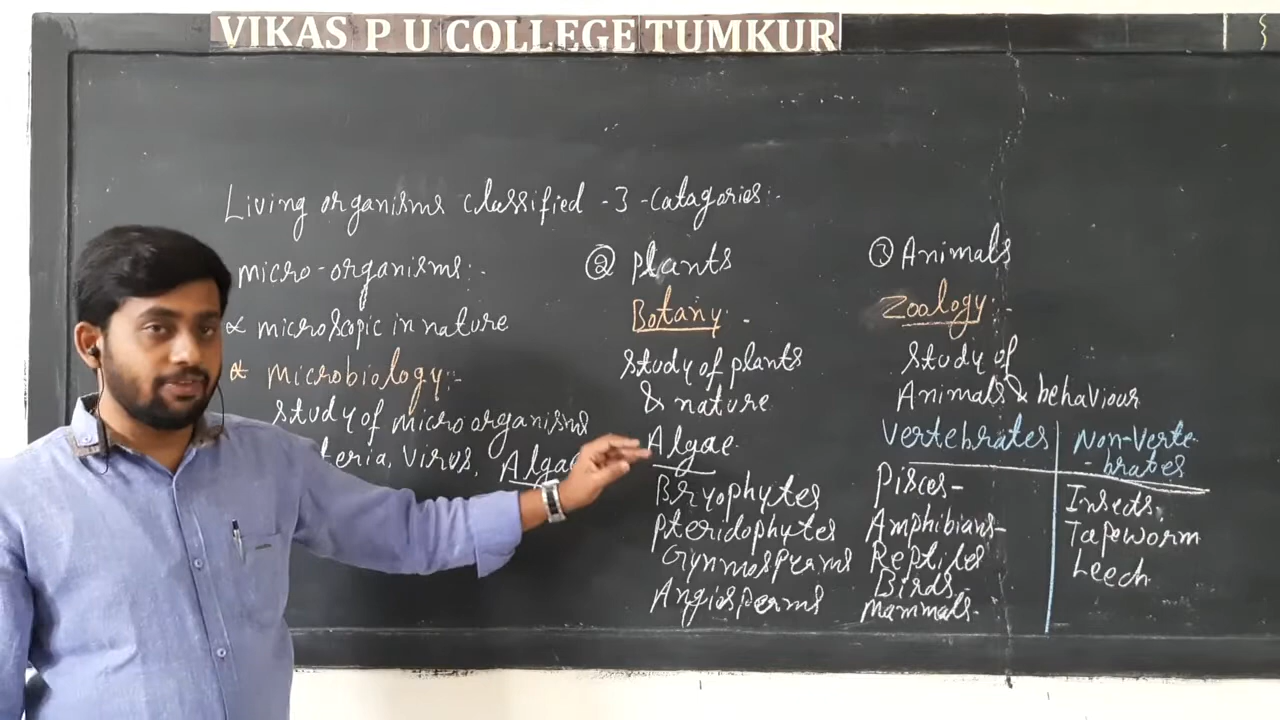 VIKAS P U COLLEGE TUMKUR
Living organisms classified - 3 - Catagories:-
micro-organisms:-
∝ microscopic in nature
∝ microbiology:-
study of micro organisms
teria, virus, Algae
② Plants
Botany.-
study of plants
& nature
Algae
Bryophytes
Pteridophytes
Gynmosperms
Angiosperms
③ Animals
Zoology:-
study of
Animals & behaviour
Vertebrates
Pisces-
Amphibians-
Reptiles
Birds-
Mammals-
Non-Verte
-brates
Insects,
Tapeworm
Leech